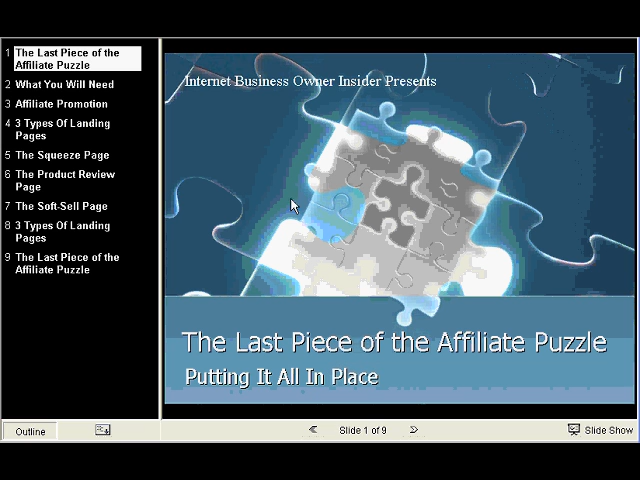 1 The Last Piece of the
Affiliate Puzzle
2 What You Will Need
3 Affiliate Promotion
4 3 Types Of Landing
Pages
5 The Squeeze Page
6 The Product Review
Page
7 The Soft-Sell Page
8 3 Types Of Landing
Pages
9 The Last Piece of the
Affiliate Puzzle
Internet Business Owner Insider Presents
The Last Piece of the Affiliate Puzzle
Putting It All In Place
Outline
Slide 1 of 9
Slide Show